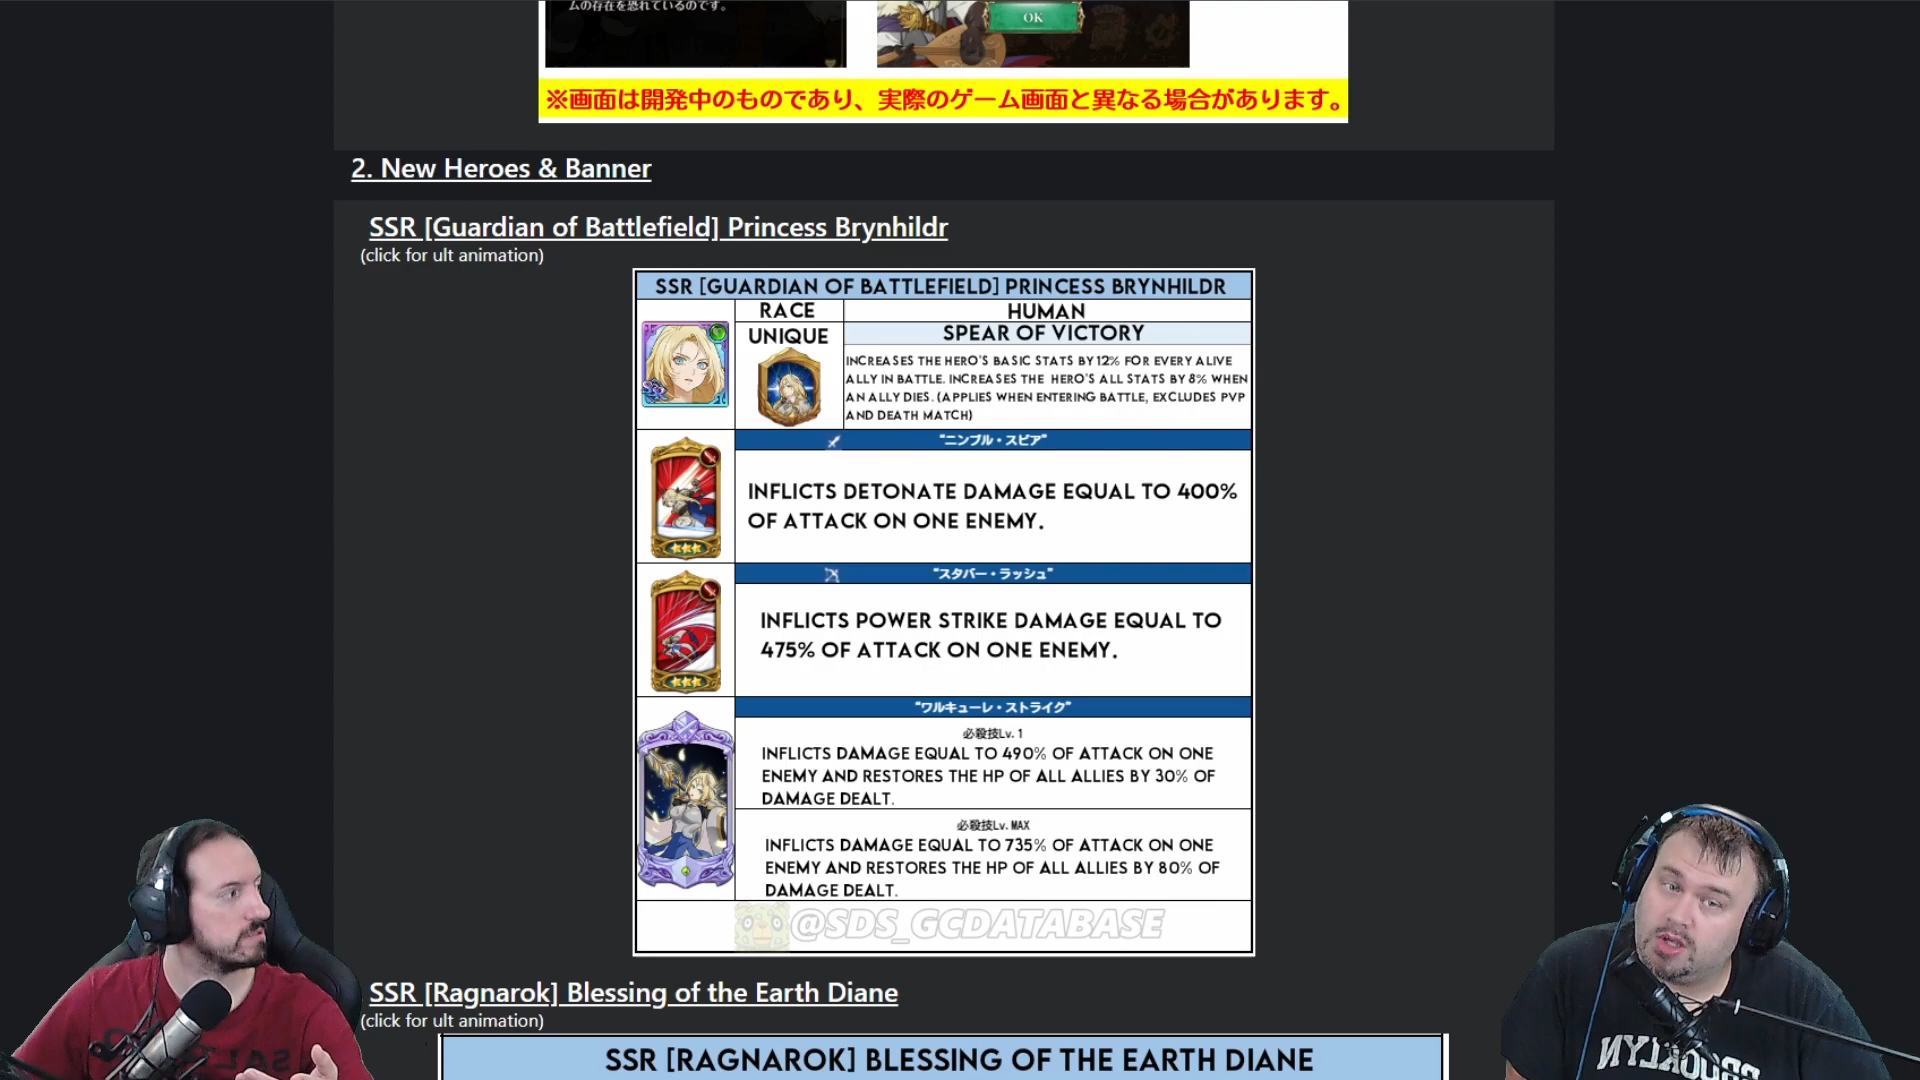 ムの存在を恐れているのです。
OK
※画面は開発中のものであり、実際のゲーム画面と異なる場合があります。
2. New Heroes & Banner
SSR [Guardian of Battlefield] Princess Brynhildr
(click for ult animation)
SSR [GUARDIAN OF BATTLEFIELD] PRINCESS BRYNHILDR
RACE
HUMAN
UNIQUE
SPEAR OF VICTORY
INCREASES THE HERO'S BASIC STATS BY 12% FOR EVERY ALIVE
ALLY IN BATTLE. INCREASES THE HERO'S ALL STATS BY 8% WHEN
AN ALLY DIES. (APPLIES WHEN ENTERING BATTLE, EXCLUDES PVP
AND DEATH MATCH)
SSR
"ニンブル・スピア"
INFLICTS DETONATE DAMAGE EQUAL TO 400%
OF ATTACK ON ONE ENEMY.
"スタバー・ラッシュ"
INFLICTS POWER STRIKE DAMAGE EQUAL TO
475% OF ATTACK ON ONE ENEMY.
"ワルキューレ・ストライク"
必殺技Lv. 1
INFLICTS DAMAGE EQUAL TO 490% OF ATTACK ON ONE
ENEMY AND RESTORES THE HP OF ALL ALLIES BY 30% OF
DAMAGE DEALT.
必殺技Lv. MAX
INFLICTS DAMAGE EQUAL TO 735% OF ATTACK ON ONE
ENEMY AND RESTORES THE HP OF ALL ALLIES BY 80% OF
DAMAGE DEALT.
@SDS_GCDATABASE
SSR [Ragnarok] Blessing of the Earth Diane
(click for ult animation)
SSR [RAGNAROK] BLESSING OF THE EARTH DIANE
BROOKLYN